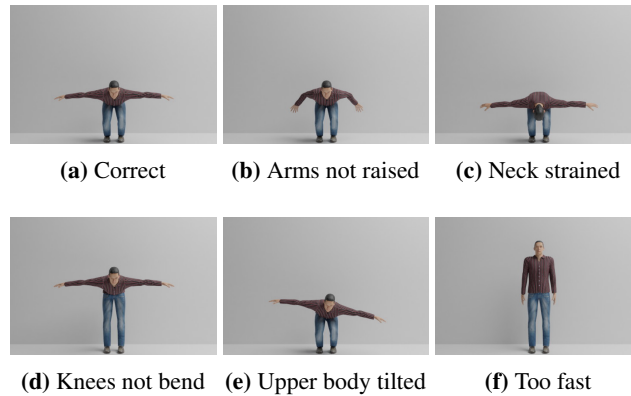 (a) Correct
(b) Arms not raised
(c) Neck strained
(d) Knees not bend
(e) Upper body tilted
(f) Too fast